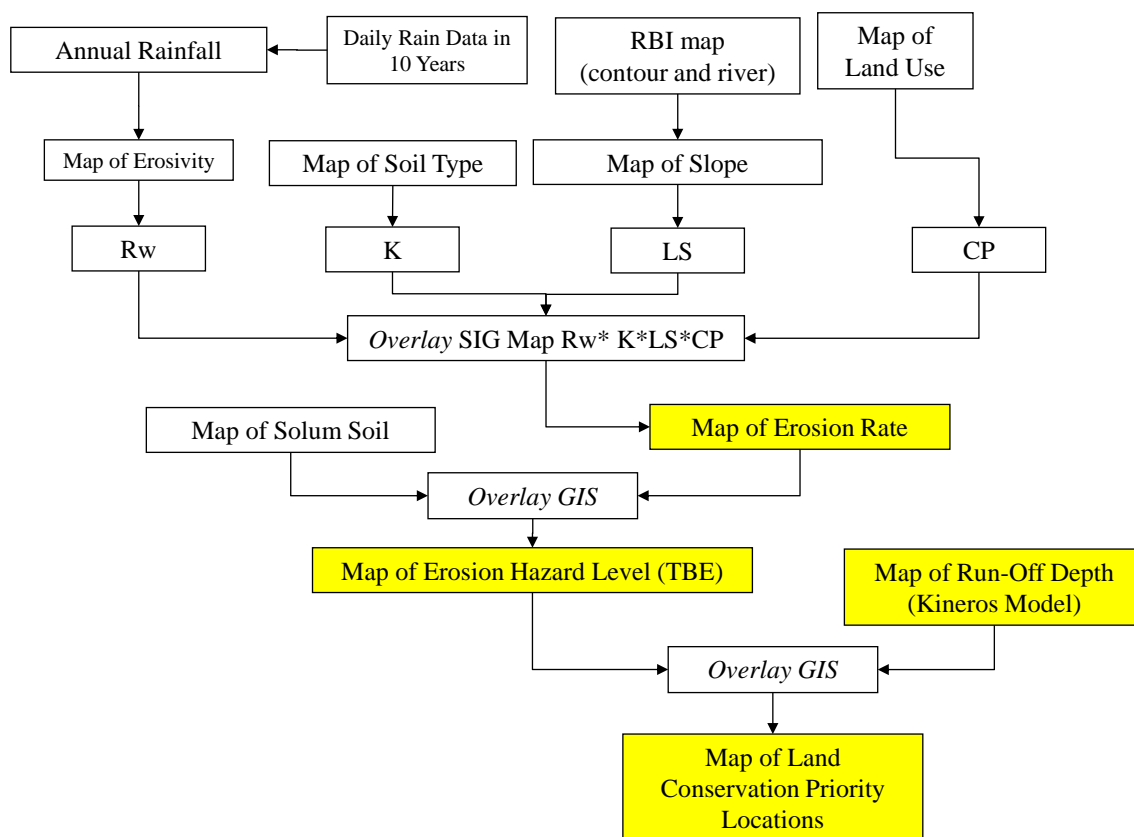 Annual Rainfall
Daily Rain Data in
10 Years
RBI map
(contour and river)
Map of
Land Use
Map of Erosivity
Map of Soil Type
Map of Slope
Rw
K
LS
CP
Overlay SIG Map Rw* K*LS*CP
Map of Solum Soil
Map of Erosion Rate
Overlay GIS
Map of Erosion Hazard Level (TBE)
Map of Run-Off Depth
(Kineros Model)
Overlay GIS
Map of Land
Conservation Priority
Locations